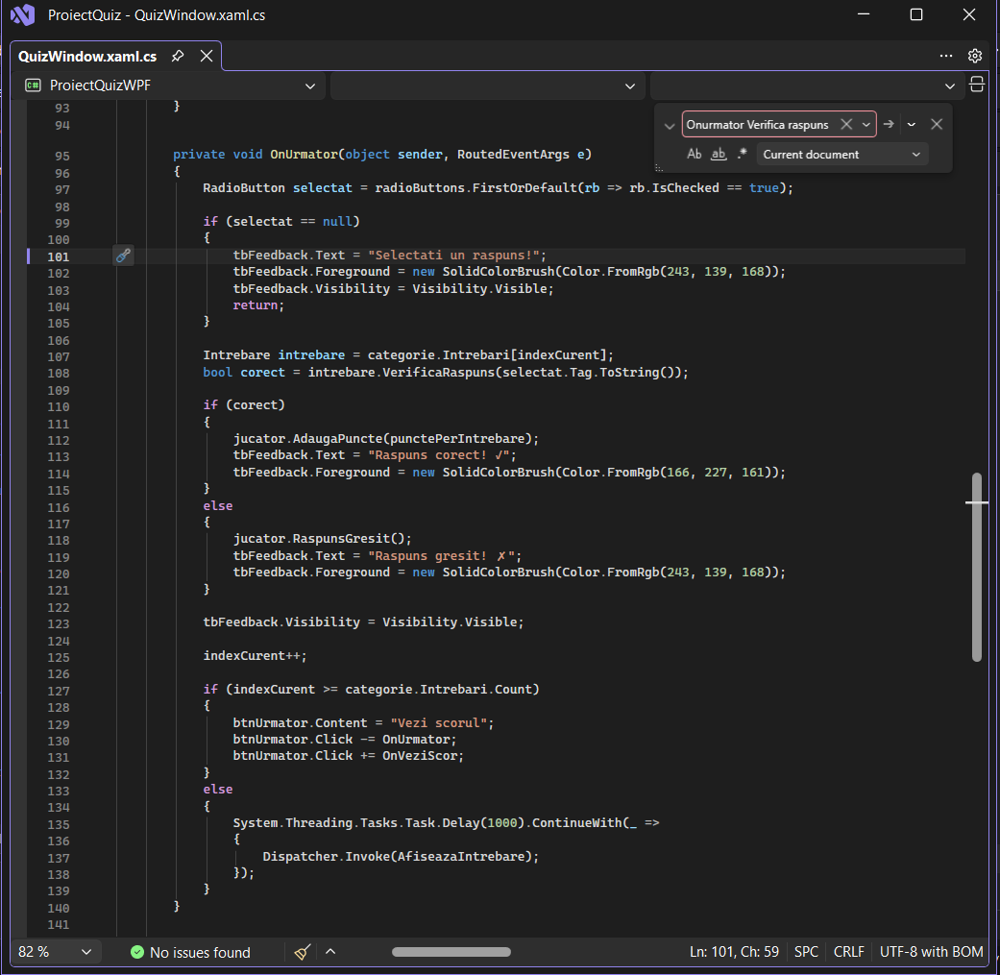 ProiectQuiz - QuizWindow.xaml.cs
QuizWindow.xaml.cs
C# ProiectQuizWPF
Onurmator Verifica raspuns
Ab ab .* Current document
93 }
94
95 private void OnUrmator(object sender, RoutedEventArgs e)
96 {
97 RadioButton selectat = radioButtons.FirstOrDefault(rb => rb.IsChecked == true);
98
99 if (selectat == null)
100 {
101 tbFeedback.Text = "Selectati un raspuns!";
102 tbFeedback.Foreground = new SolidColorBrush(Color.FromRgb(243, 139, 168));
103 tbFeedback.Visibility = Visibility.Visible;
104 return;
105 }
106
107 Intrebare intrebare = categorie.Intrebari[indexCurent];
108 bool corect = intrebare.VerificaRaspuns(selectat.Tag.ToString());
109
110 if (corect)
111 {
112 jucator.AdaugaPuncte(punctePerIntrebare);
113 tbFeedback.Text = "Raspuns corect! ✓";
114 tbFeedback.Foreground = new SolidColorBrush(Color.FromRgb(166, 227, 161));
115 }
116 else
117 {
118 jucator.RaspunsGresit();
119 tbFeedback.Text = "Raspuns gresit! ✗";
120 tbFeedback.Foreground = new SolidColorBrush(Color.FromRgb(243, 139, 168));
121 }
122
123 tbFeedback.Visibility = Visibility.Visible;
124
125 indexCurent++;
126
127 if (indexCurent >= categorie.Intrebari.Count)
128 {
129 btnUrmator.Content = "Vezi scorul";
130 btnUrmator.Click -= OnUrmator;
131 btnUrmator.Click += OnVeziScor;
132 }
133 else
134 {
135 System.Threading.Tasks.Task.Delay(1000).ContinueWith(_ =>
136 {
137 Dispatcher.Invoke(AfiseazaIntrebare);
138 });
139 }
140 }
141
82 % No issues found Ln: 101, Ch: 59 SPC CRLF UTF-8 with BOM